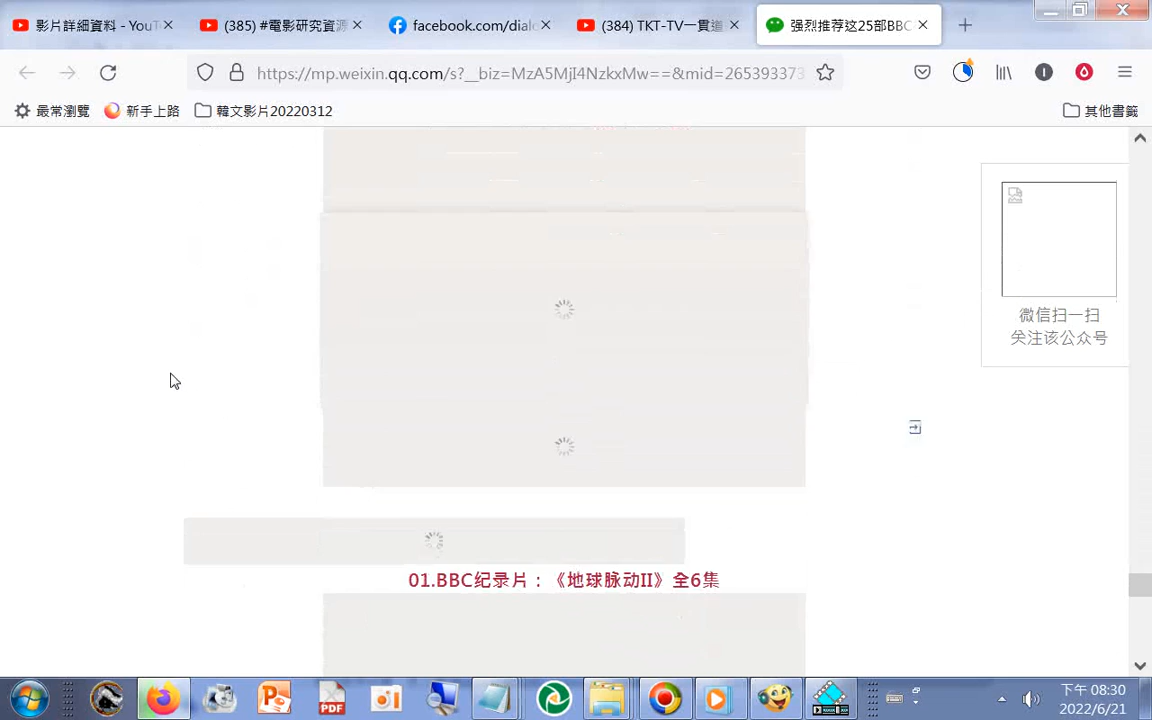 影片詳細資料 - YouT
(385) #電影研究資源
facebook.com/dial
(384) TKT-TV一貫道
强烈推荐这25部BBC
https://mp.weixin.qq.com/s?__biz=MzA5MjI4NzkxMw==&mid=265393373
最常瀏覽
新手上路
韓文影片20220312
其他書籤
微信扫一扫
关注该公众号
01.BBC纪录片：《地球脉动II》全6集
PDF
下午 08:30
2022/6/21